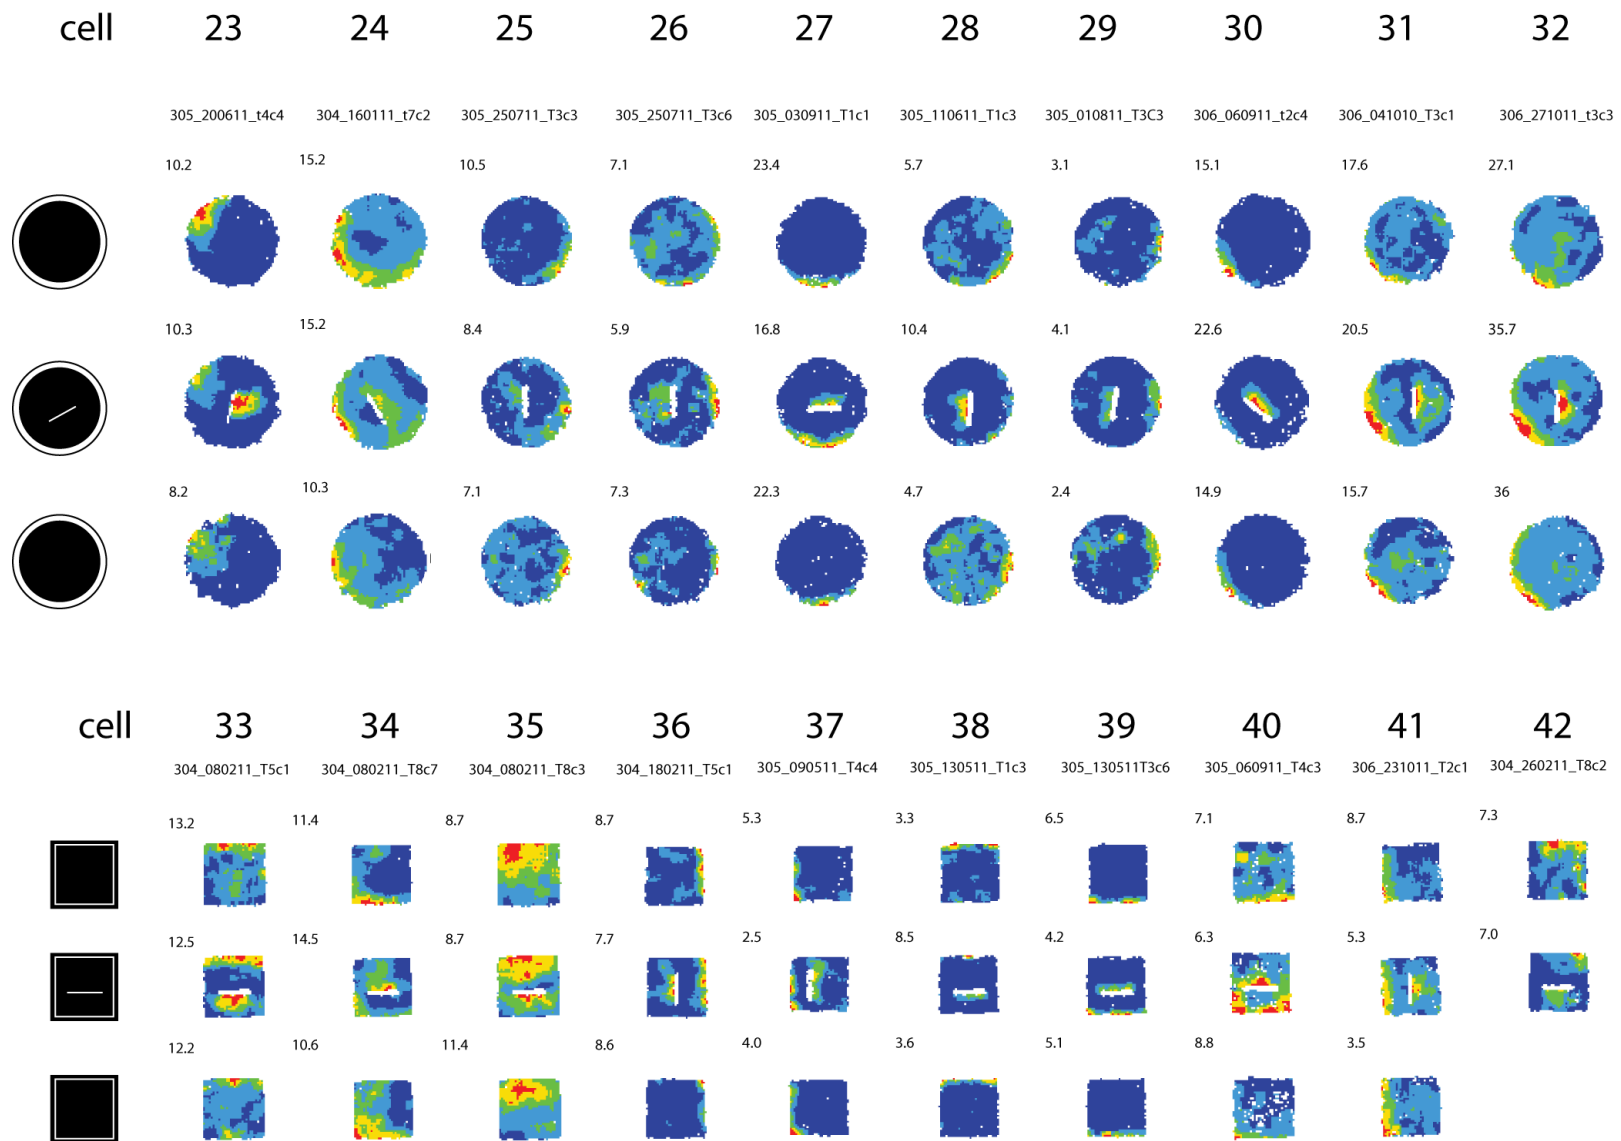 cell 23 24 25 26 27 28 29 30 31 32
305_200611_t4c4 304_160111_t7c2 305_250711_T3c3 305_250711_T3c6 305_030911_T1c1 305_110611_T1c3 305_010811_T3C3 306_060911_t2c4 306_041010_T3c1 306_271011_t3c3
10.2 15.2 10.5 7.1 23.4 5.7 3.1 15.1 17.6 27.1
10.3 15.2 8.4 5.9 16.8 10.4 4.1 22.6 20.5 35.7
8.2 10.3 7.1 7.3 22.3 4.7 2.4 14.9 15.7 36
cell 33 34 35 36 37 38 39 40 41 42
304_080211_T5c1 304_080211_T8c7 304_080211_T8c3 304_180211_T5c1 305_090511_T4c4 305_130511_T1c3 305_130511T3c6 305_060911_T4c3 306_231011_T2c1 304_260211_T8c2
13.2 11.4 8.7 8.7 5.3 3.3 6.5 7.1 8.7 7.3
12.5 14.5 8.7 7.7 2.5 8.5 4.2 6.3 5.3 7.0
12.2 10.6 11.4 8.6 4.0 3.6 5.1 8.8 3.5